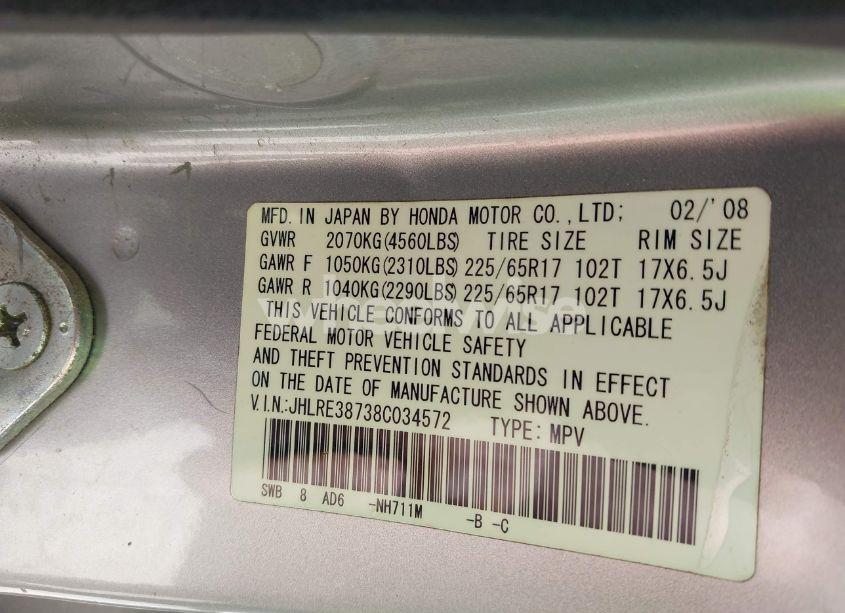 MFD. IN JAPAN BY HONDA MOTOR CO., LTD; 02/'08
GVWR 2070KG(4560LBS) TIRE SIZE RIM SIZE
GAWR F 1050KG(2310LBS) 225/65R17 102T 17X6.5J
GAWR R 1040KG(2290LBS) 225/65R17 102T 17X6.5J
THIS VEHICLE CONFORMS TO ALL APPLICABLE
FEDERAL MOTOR VEHICLE SAFETY
AND THEFT PREVENTION STANDARDS IN EFFECT
ON THE DATE OF MANUFACTURE SHOWN ABOVE.
V.I.N.:JHLRE38738C034572 TYPE: MPV
SWB 8 AD6 -NH711M -B -C